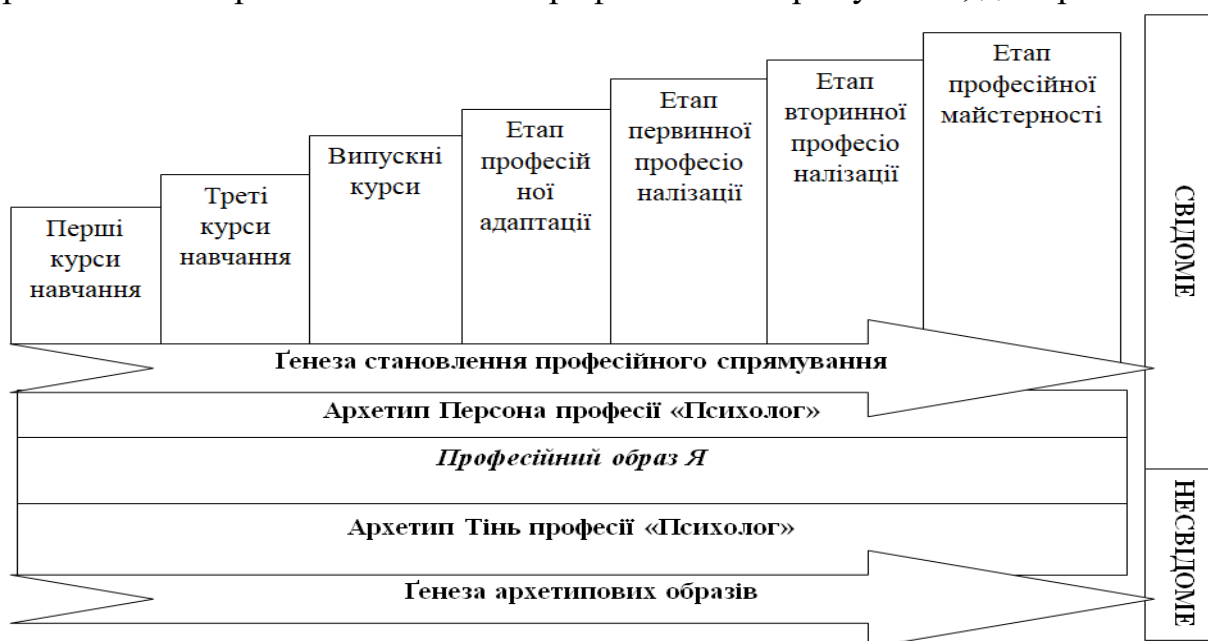 Перші
курси
навчання
Треті
курси
навчання
Випускні
курси
Етап
професій
ної
адаптації
Етап
первинної
професіо
налізації
Етап
вторинної
професіо
налізації
Етап
професійної
майстерності
СВІДОМЕ
Ґенеза становлення професійного спрямування
Архетип Персона професії «Психолог»
Професійний образ Я
Архетип Тінь професії «Психолог»
Ґенеза архетипових образів
НЕСВІДОМЕ